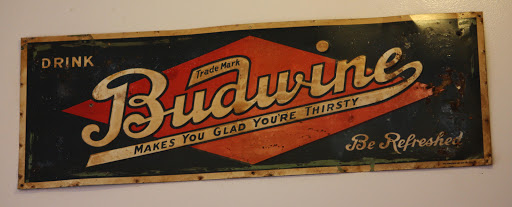 DRINK
Trade Mark
Budwine
MAKES YOU GLAD YOU'RE THIRSTY
Be Refreshed